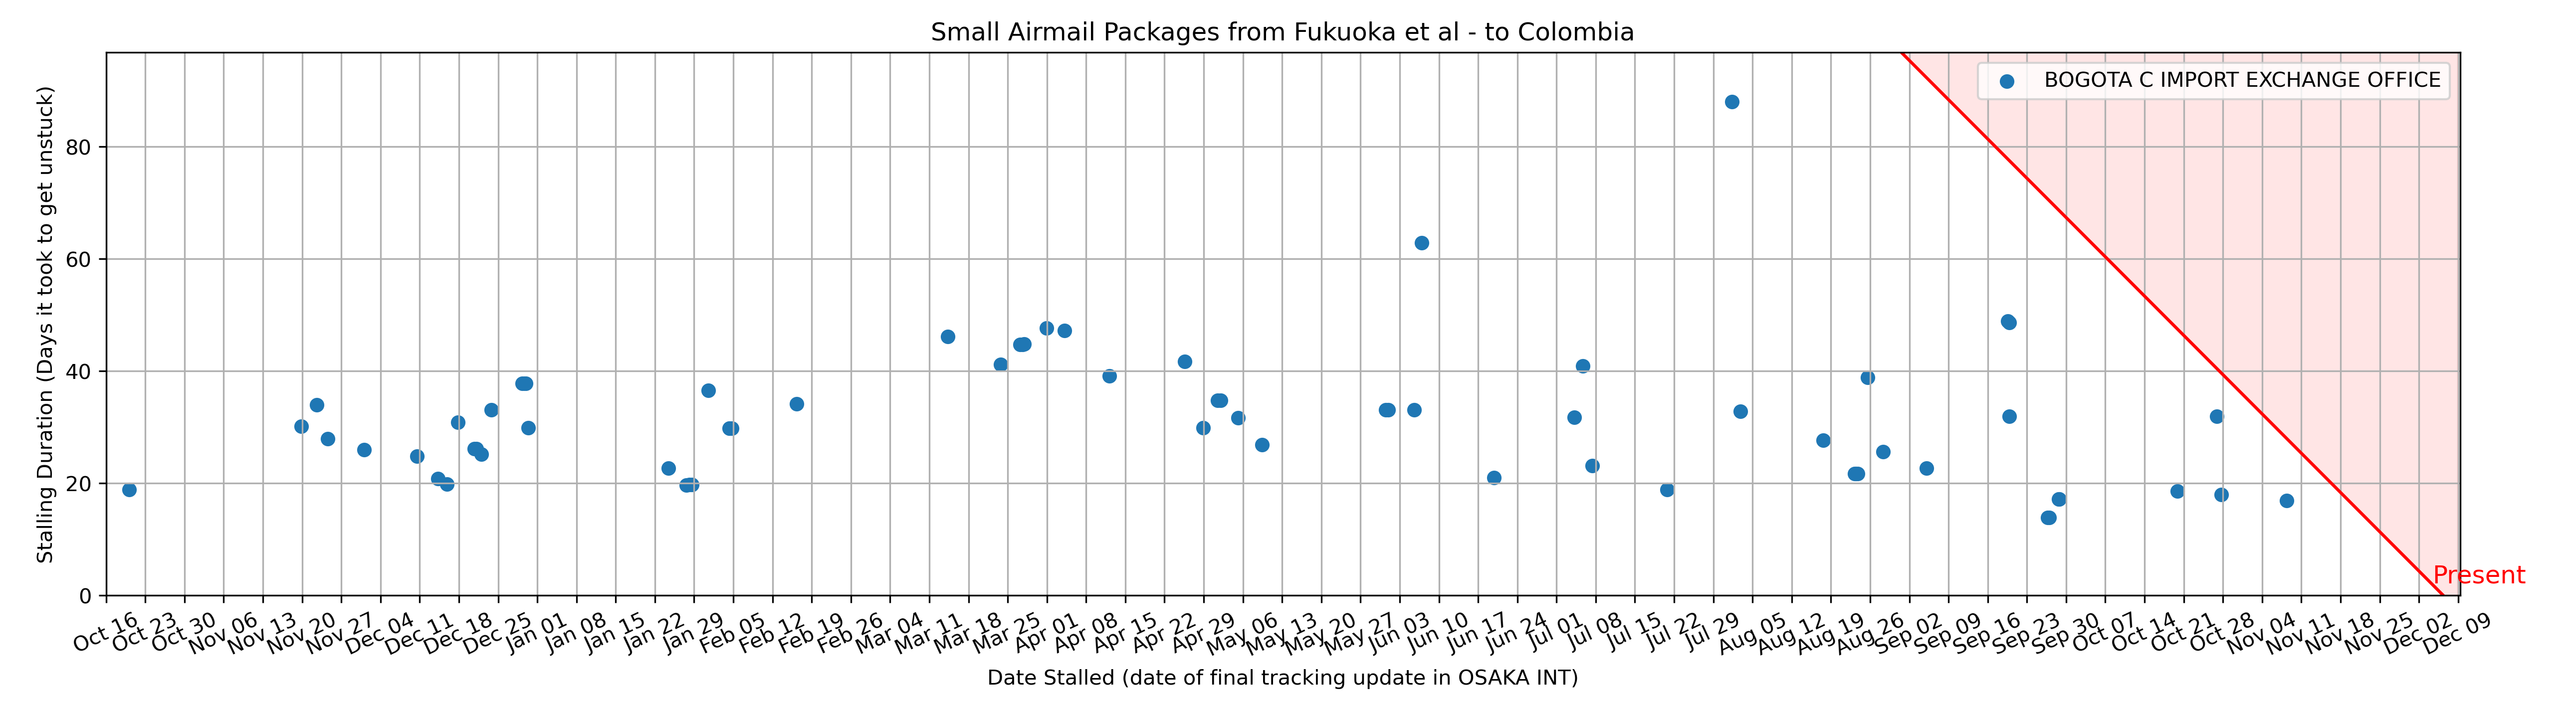 Small Airmail Packages from Fukuoka et al - to Colombia
BOGOTA C IMPORT EXCHANGE OFFICE
Stalling Duration (Days it took to get unstuck)
80
60
40
20
0
Present
Oct 16
Oct 23
Oct 30
Nov 06
Nov 13
Nov 20
Nov 27
Dec 04
Dec 11
Dec 18
Dec 25
Jan 01
Jan 08
Jan 15
Jan 22
Jan 29
Feb 05
Feb 12
Feb 19
Feb 26
Mar 04
Mar 11
Mar 18
Mar 25
Apr 01
Apr 08
Apr 15
Apr 22
Apr 29
May 06
May 13
May 20
May 27
Jun 03
Jun 10
Jun 17
Jun 24
Jul 01
Jul 08
Jul 15
Jul 22
Jul 29
Aug 05
Aug 12
Aug 19
Aug 26
Sep 02
Sep 09
Sep 16
Sep 23
Sep 30
Oct 07
Oct 14
Oct 21
Oct 28
Nov 04
Nov 11
Nov 18
Nov 25
Dec 02
Dec 09
Date Stalled (date of final tracking update in OSAKA INT)